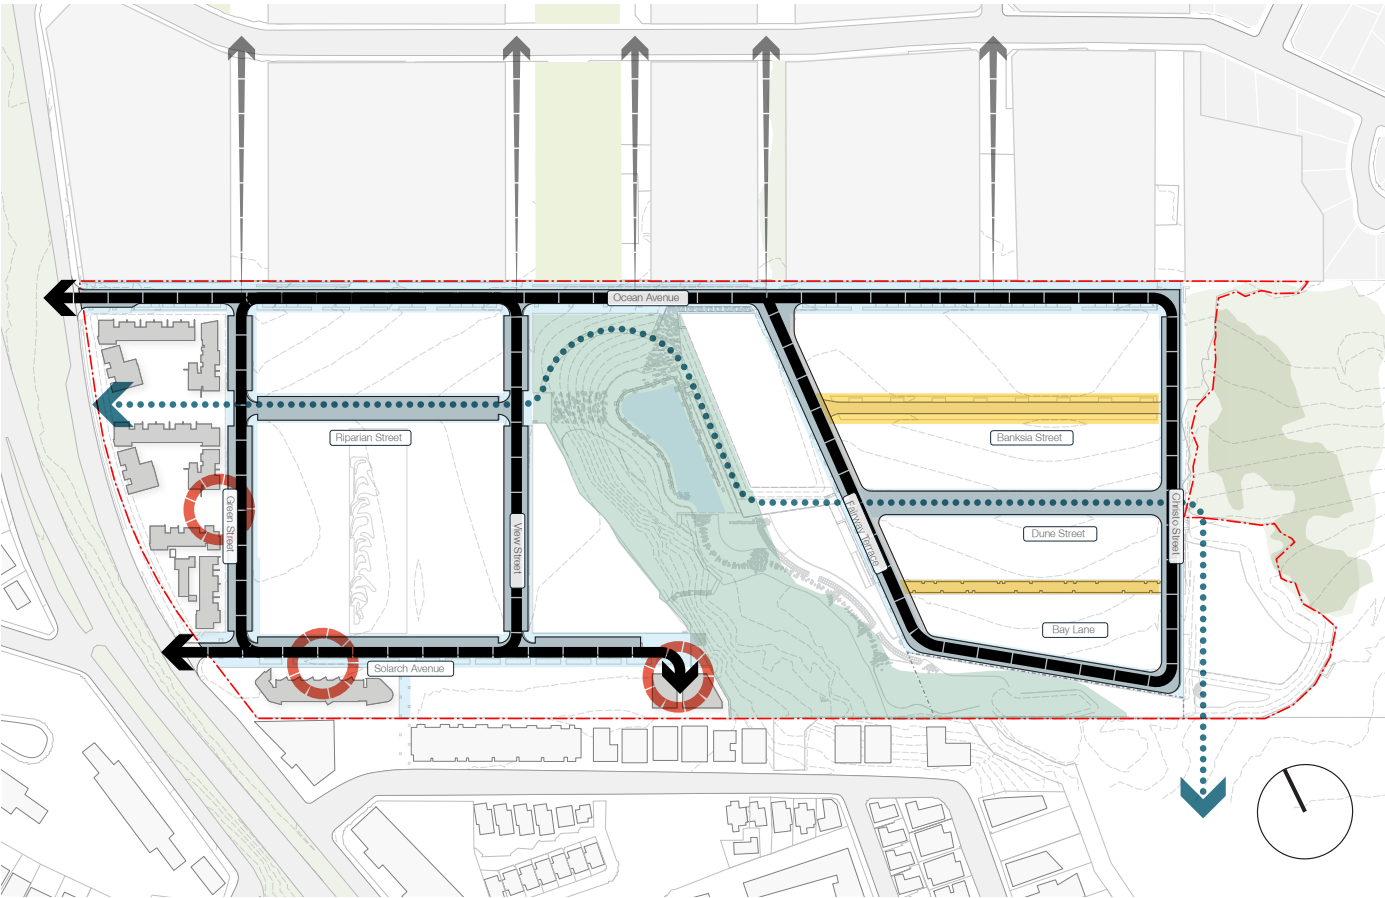 Ocean Avenue
Riparian Street
Banksia Street
Green Street
View Street
Fairway Terrace
Christo Street
Dune Street
Bay Lane
Solarch Avenue